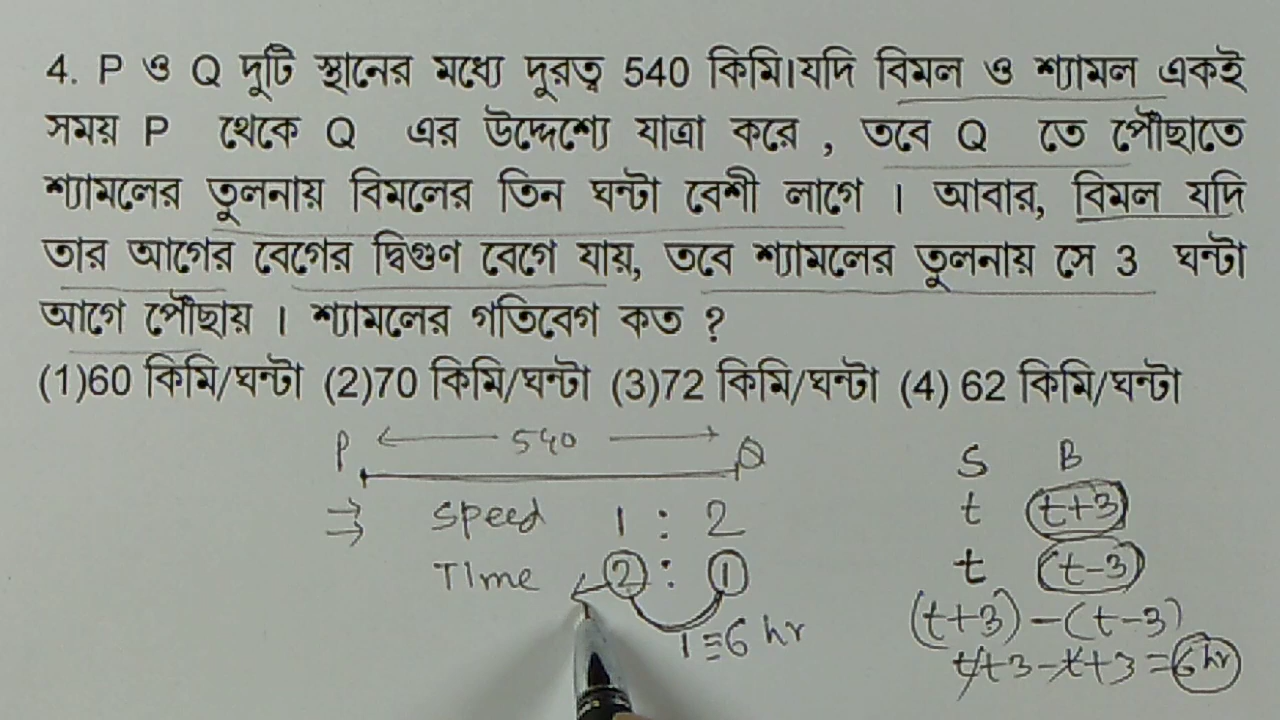 4. P ও Q দুটি স্থানের মধ্যে দুরত্ব 540 কিমি।যদি বিমল ও শ্যামল একই
সময় P থেকে Q এর উদ্দেশ্যে যাত্রা করে , তবে Q তে পৌছাতে
শ্যামলের তুলনায় বিমলের তিন ঘন্টা বেশী লাগে । আবার, বিমল যদি
তার আগের বেগের দ্বিগুণ বেগে যায়, তবে শ্যামলের তুলনায় সে 3 ঘন্টা
আগে পৌছায় । শ্যামলের গতিবেগ কত ?
(1)60 কিমি/ঘন্টা (2)70 কিমি/ঘন্টা (3)72 কিমি/ঘন্টা (4) 62 কিমি/ঘন্টা
P ← 540 → Q
⇒ Speed 1 : 2
Time 2 : 1
1≡6 hr
S B
t t+3
t (t-3)
(t+3)-(t-3)
t+3-t+3=6hr